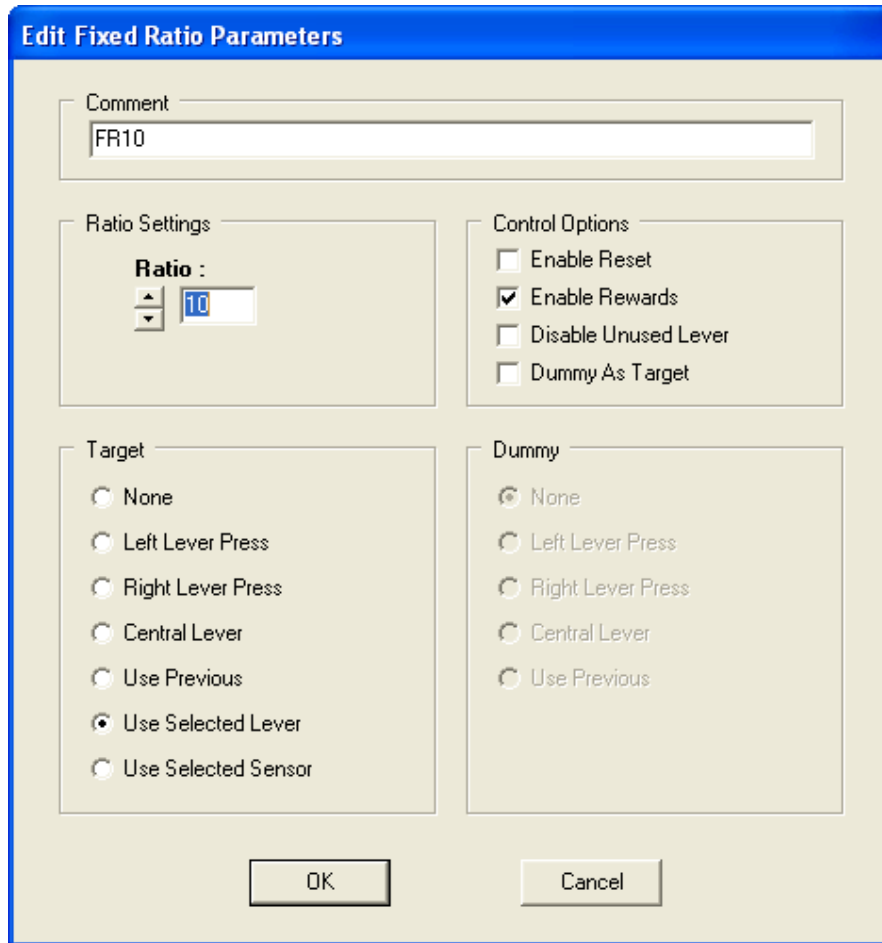 Edit Fixed Ratio Parameters
Comment
FR10
Ratio Settings
Ratio :
10
Control Options
Enable Reset
Enable Rewards
Disable Unused Lever
Dummy As Target
Target
None
Left Lever Press
Right Lever Press
Central Lever
Use Previous
Use Selected Lever
Use Selected Sensor
Dummy
None
Left Lever Press
Right Lever Press
Central Lever
Use Previous
OK
Cancel